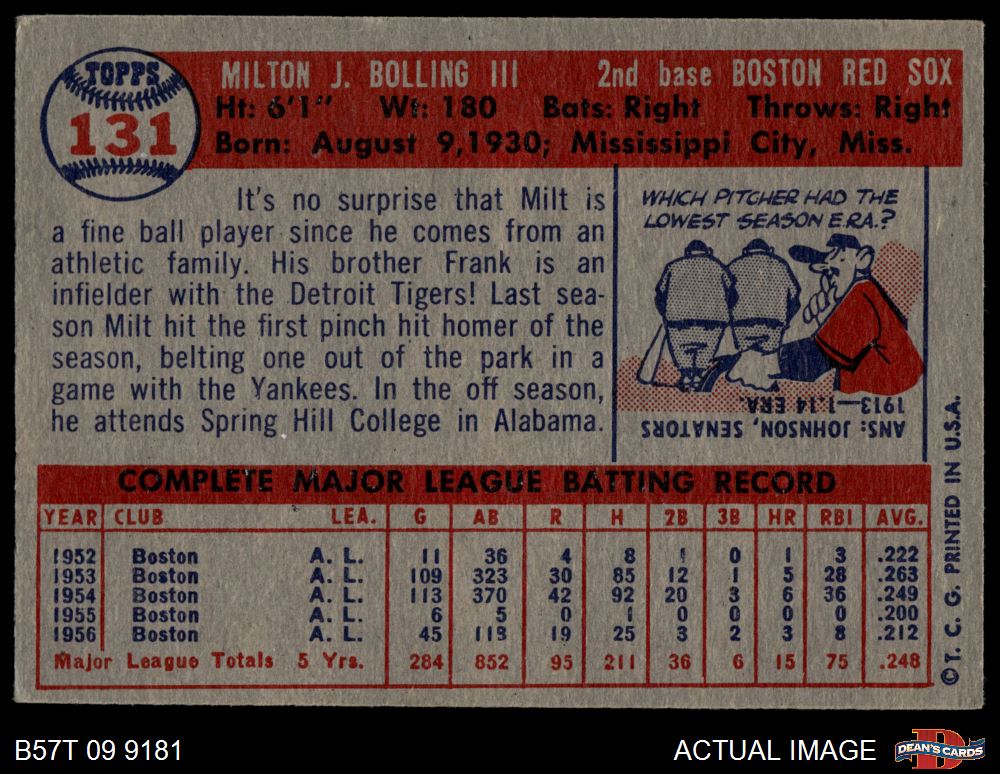 TOPPS
131
MILTON J. BOLLING III 2nd base BOSTON RED SOX
Ht: 6'1" Wt: 180 Bats: Right Throws: Right
Born: August 9, 1930; Mississippi City, Miss.
It's no surprise that Milt is
a fine ball player since he comes from an
athletic family. His brother Frank is an
infielder with the Detroit Tigers! Last sea-
son Milt hit the first pinch hit homer of the
season, belting one out of the park in a
game with the Yankees. In the off season,
he attends Spring Hill College in Alabama.
WHICH PITCHER HAD THE
LOWEST SEASON E.R.A.?
ANS: JOHNSON, SENATORS
1913—1.14 ERA.
COMPLETE MAJOR LEAGUE BATTING RECORD
YEAR CLUB LEA. G AB R H 2B 3B HR RBI AVG.
1952 Boston A. L. 11 36 4 8 1 0 1 3 .222
1953 Boston A. L. 109 323 30 85 12 1 5 28 .263
1954 Boston A. L. 113 370 42 92 20 3 6 36 .249
1955 Boston A. L. 6 5 0 1 0 0 0 0 .200
1956 Boston A. L. 45 118 19 25 3 2 3 8 .212
Major League Totals 5 Yrs. 284 852 95 211 36 6 15 75 .248
© T. C. G. PRINTED IN U.S.A.
B57T 09 9181
ACTUAL IMAGE
DEAN'S CARDS